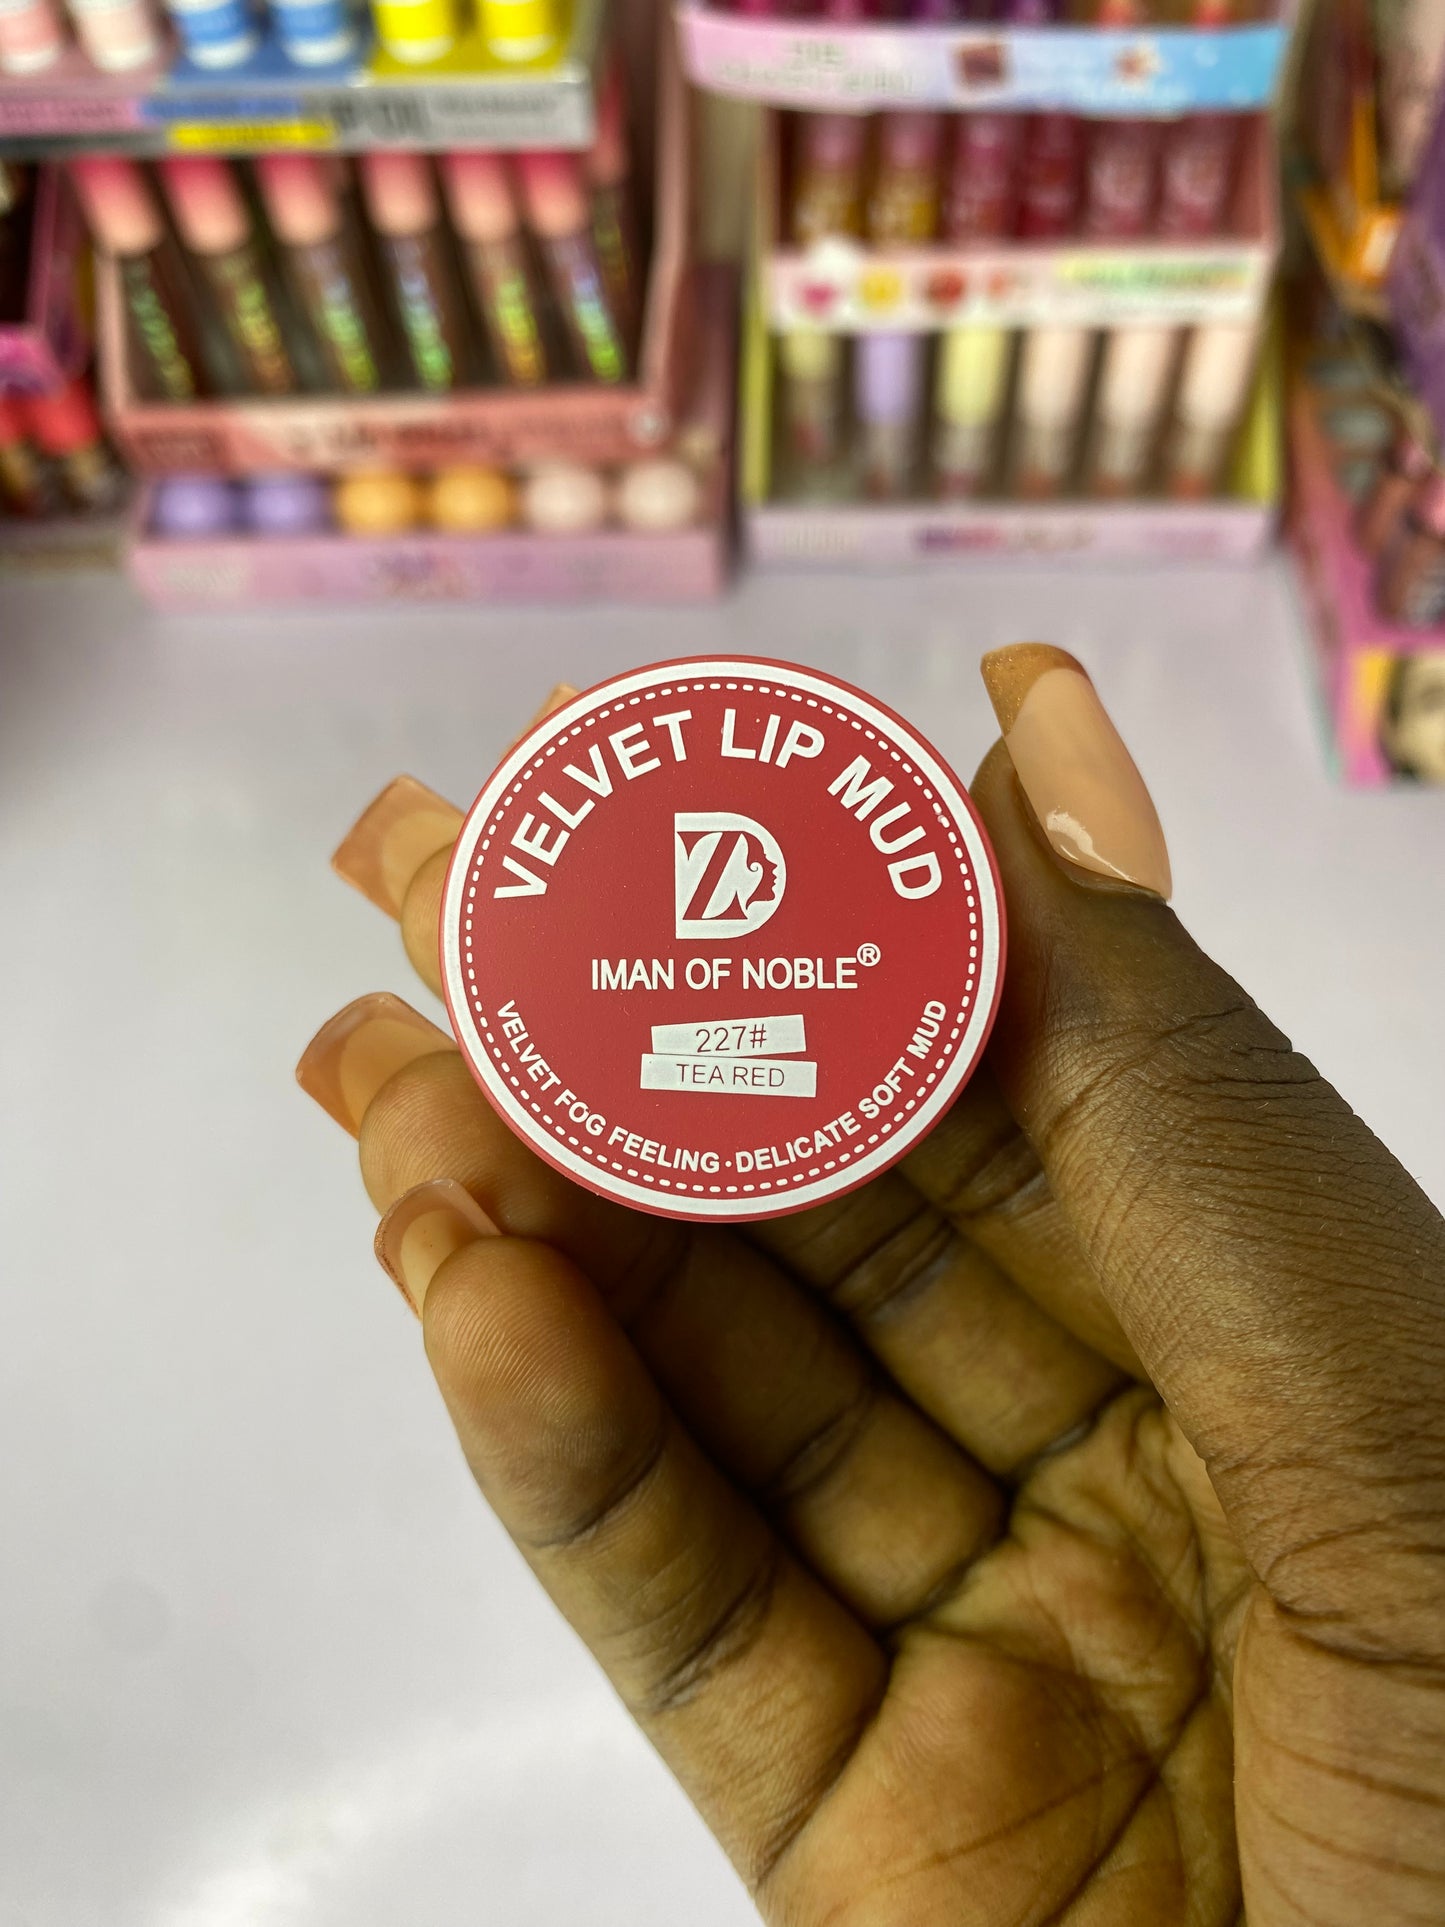 VELVET LIP MUD
IMAN OF NOBLE®
227#
TEA RED
VELVET FOG FEELING · DELICATE SOFT MUD